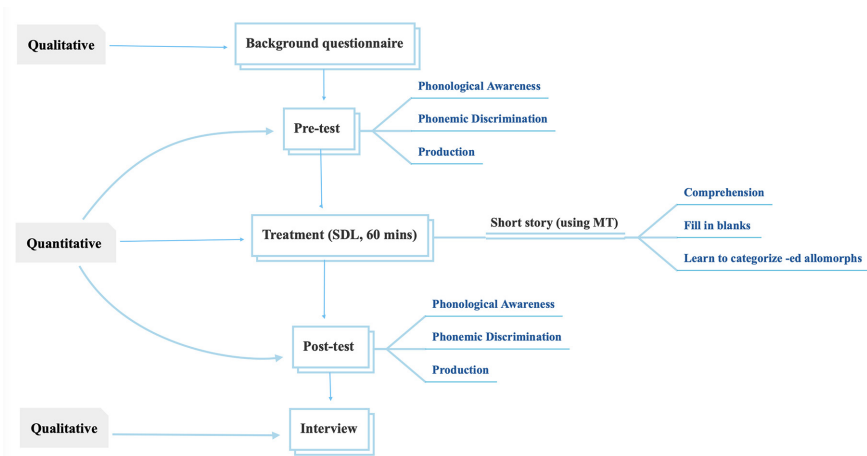 Qualitative
Background questionnaire
Phonological Awareness
Pre-test
Phonemic Discrimination
Production
Comprehension
Quantitative
Treatment (SDL, 60 mins)
Short story (using MT)
Fill in blanks
Learn to categorize -ed allomorphs
Phonological Awareness
Post-test
Phonemic Discrimination
Production
Qualitative
Interview